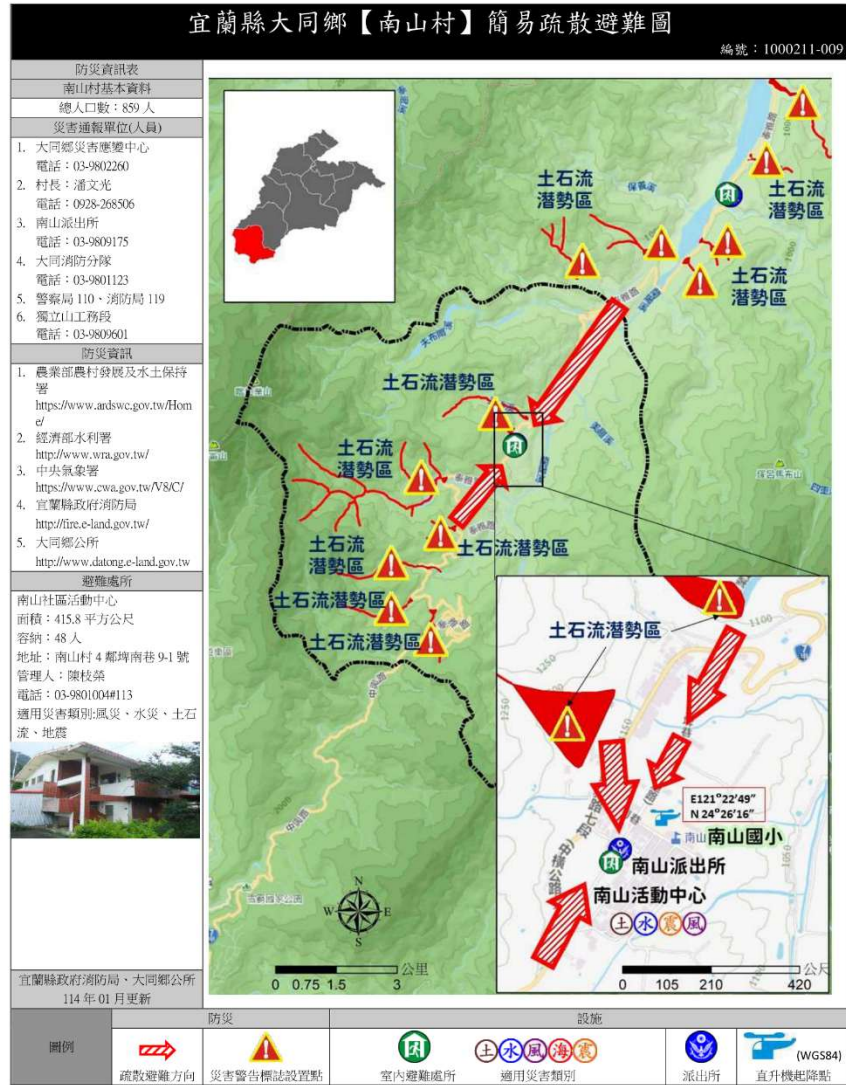 宜蘭縣大同鄉【南山村】簡易疏散避難圖
編號：1000211-009
防災資訊表
南山村基本資料
總人口數：859 人
災害通報單位(人員)
1. 大同鄉災害應變中心
電話：03-9802260
2. 村長：潘文光
電話：0928-268506
3. 南山派出所
電話：03-9809175
4. 大同消防分隊
電話：03-9801123
5. 警察局 110、消防局 119
6. 獨立山工務段
電話：03-9809601
防災資訊
1. 農業部農村發展及水土保持
署
https://www.ardswc.gov.tw/Hom
e/
2. 經濟部水利署
http://www.wra.gov.tw/
3. 中央氣象署
https://www.cwa.gov.tw/V8/C/
4. 宜蘭縣政府消防局
http://fire.e-land.gov.tw/
5. 大同鄉公所
http://www.datong.e-land.gov.tw
避難處所
南山社區活動中心
面積：415.8 平方公尺
容納：48 人
地址：南山村 4 鄰埤南巷 9-1 號
管理人：陳枝榮
電話：03-9801004#113
適用災害類別:風災、水災、土石
流、地震
宜蘭縣政府消防局、大同鄉公所
114 年 01 月更新
土石流
潛勢區
土石流
潛勢區
土石流
潛勢區
土石流潛勢區
土石流
潛勢區
土石流潛勢區
土石流
潛勢區
土石流潛勢區
土石流潛勢區
中興路
中興路
N
W E
S
公里
0 0.75 1.5 3
土石流潛勢區
1100
1250
1250
1150
1050
E121°22'49"
N 24°26'16"
南山
南山國小
路七段(中橫公路
南山派出所
南山活動中心
土水震風
公尺
0 105 210 420
圖例
防災
設施
疏散避難方向
災害警告標誌設置點
室內避難處所
土水風海震
適用災害類別
派出所
(WGS84)
直升機起降點